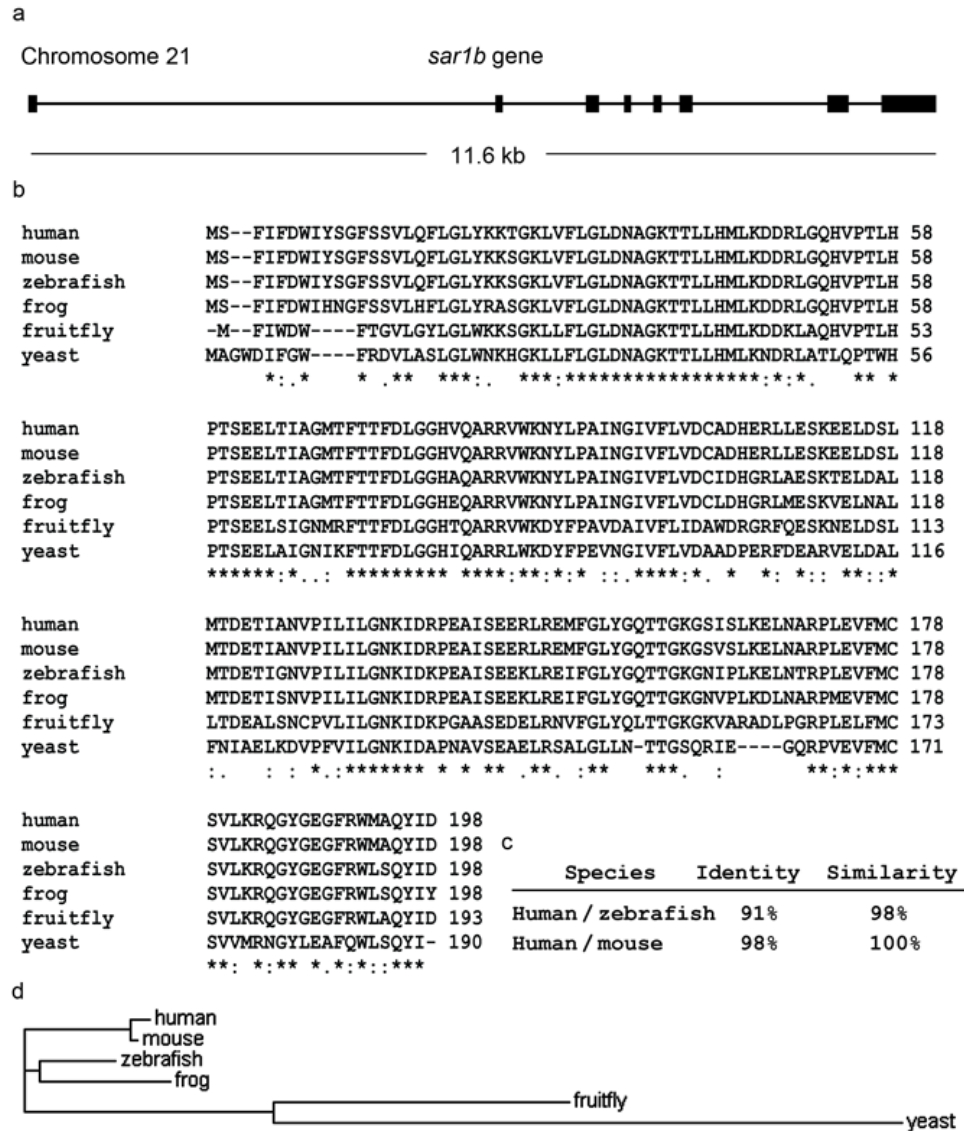 a
Chromosome 21 sar1b gene
11.6 kb
b
human MS--FIFDWIYSGFSSVLQFLGLYKKTGKLVFLGLDNAGKTTLLHMLKDDRLGQHVPTLH 58
mouse MS--FIFDWIYSGFSSVLQFLGLYKKSGKLVFLGLDNAGKTTLLHMLKDDRLGQHVPTLH 58
zebrafish MS--FIFDWIYSGFSSVLQFLGLYKKSGKLVFLGLDNAGKTTLLHMLKDDRLGQHVPTLH 58
frog MS--FIFDWIHNGFSSVLHFLGLYRASGKLVFLGLDNAGKTTLLHMLKDDRLGQHVPTLH 58
fruitfly -M--FIWDW----FTGVLGYLGLWKKSGKLLFLGLDNAGKTTLLHMLKDDKLAQHVPTLH 53
yeast MAGWDIFGW----FRDVLASLGLWNKHGKLLFLGLDNAGKTTLLHMLKNDRLATLQPTWH 56
*:.* * .** ***:. ***:*****************:*:*. ** *
human PTSEELTIAGMTFTTFDLGGHVQARRVWKNYLPAINGIVFLVDCADHERLLESKEELDSL 118
mouse PTSEELTIAGMTFTTFDLGGHVQARRVWKNYLPAINGIVFLVDCADHERLLESKEELDSL 118
zebrafish PTSEELTIAGMTFTTFDLGGHAQARRVWKNYLPAINGIVFLVDCIDHGRLAESKTELDAL 118
frog PTSEELTIAGMTFTTFDLGGHEQARRVWKNYLPAINGIVFLVDCLDHGRLMESKVELNAL 118
fruitfly PTSEELSIGNMRFTTFDLGGHTQARRVWKDYFPAVDAIVFLIDAWDRGRFQESKNELDSL 113
yeast PTSEELAIGNIKFTTFDLGGHIQARRLWKDYFPEVNGIVFLVDAADPERFDEARVELDAL 116
******:*..: ********* ****:**:*:* ::.****:*. * *: *:: **::*
human MTDETIANVPILILGNKIDRPEAISEERLREMFGLYGQTTGKGSISLKELNARPLEVFMC 178
mouse MTDETIANVPILILGNKIDRPEAISEERLREMFGLYGQTTGKGSVSLKELNARPLEVFMC 178
zebrafish MTDETIGNVPILILGNKIDKPEAISEEKLREIFGLYGQTTGKGNIPLKELNTRPLEVFMC 178
frog MTDETISNVPILILGNKIDRPEAISEEKLREIFGLYGQTTGKGNVPLKDLNARPMEVFMC 178
fruitfly LTDEALSNCPVLILGNKIDKPGAASEDELRNVFGLYQLTTGKGKVARADLPGRPLELFMC 173
yeast FNIAELKDVPFVILGNKIDAPNAVSEAELRSALGLLN-TTGSQRIE----GQRPVEVFMC 171
:. : : *.:******* * * ** .**. :** ***. : **:*:***
human SVLKRQGYGEGFRWMAQYID 198
mouse SVLKRQGYGEGFRWMAQYID 198
zebrafish SVLKRQGYGEGFRWLSQYID 198
frog SVLKRQGYGEGFRWLSQYIY 198
fruitfly SVLKRQGYGEGFRWLAQYID 193
yeast SVVMRNGYLEAFQWLSQYI- 190
**: *:** *.*:*::***
c
Species Identity Similarity
Human/zebrafish 91% 98%
Human/mouse 98% 100%
d
human
mouse
zebrafish
frog
fruitfly
yeast